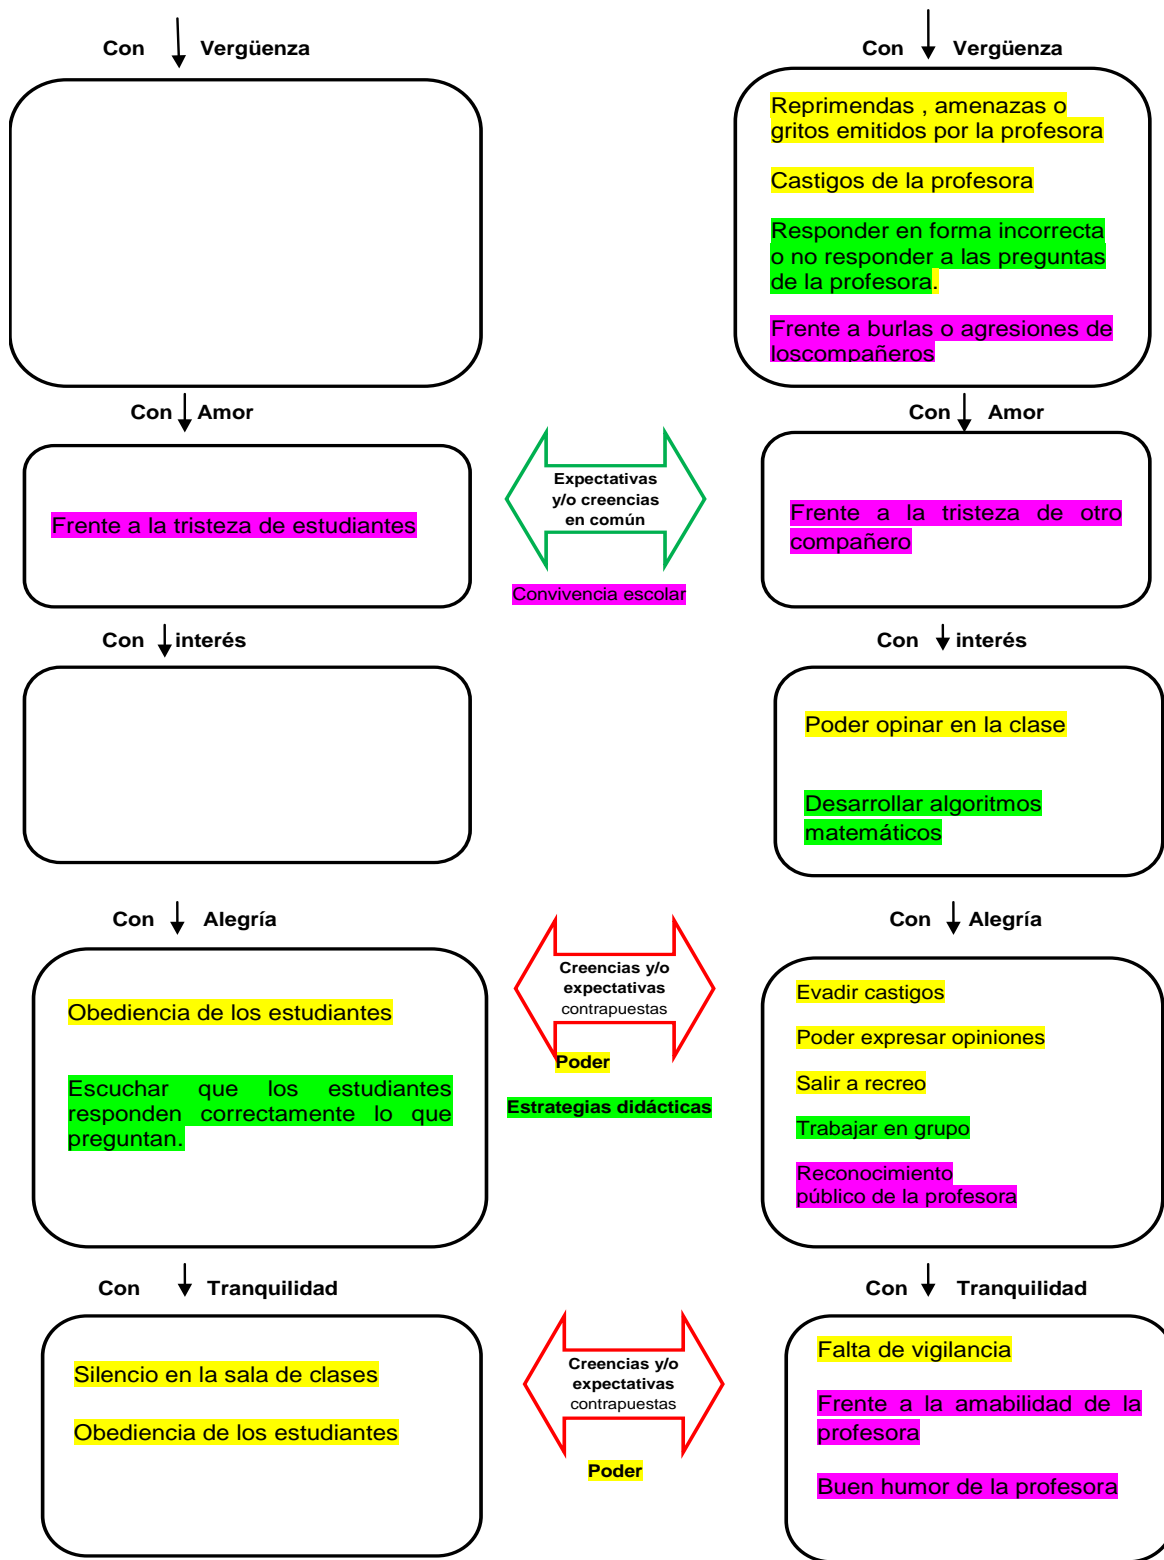 Con Vergüenza
Con Vergüenza
Reprimendas , amenazas o
gritos emitidos por la profesora
Castigos de la profesora
Responder en forma incorrecta
o no responder a las preguntas
de la profesora.
Frente a burlas o agresiones de
loscompañeros
Con Amor
Con Amor
Frente a la tristeza de estudiantes
Expectativas
y/o creencias
en común
Convivencia escolar
Frente a la tristeza de otro
compañero
Con interés
Con interés
Poder opinar en la clase
Desarrollar algoritmos
matemáticos
Con Alegría
Con Alegría
Obediencia de los estudiantes
Escuchar que los estudiantes
responden correctamente lo que
preguntan.
Creencias y/o
expectativas
contrapuestas
Poder
Estrategias didácticas
Evadir castigos
Poder expresar opiniones
Salir a recreo
Trabajar en grupo
Reconocimiento
público de la profesora
Con Tranquilidad
Con Tranquilidad
Silencio en la sala de clases
Obediencia de los estudiantes
Creencias y/o
expectativas
contrapuestas
Poder
Falta de vigilancia
Frente a la amabilidad de la
profesora
Buen humor de la profesora